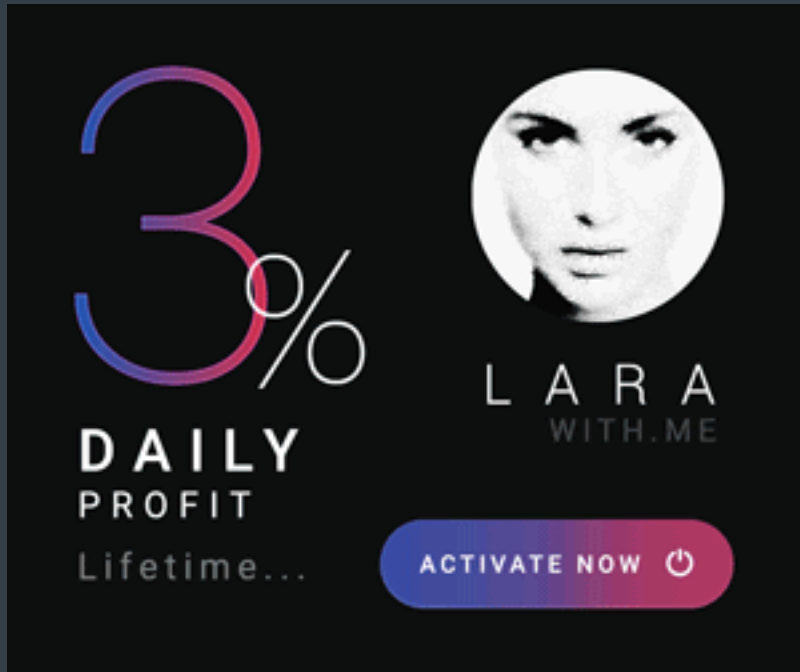 3%
DAILY
PROFIT
Lifetime...
LARA
WITH.ME
ACTIVATE NOW